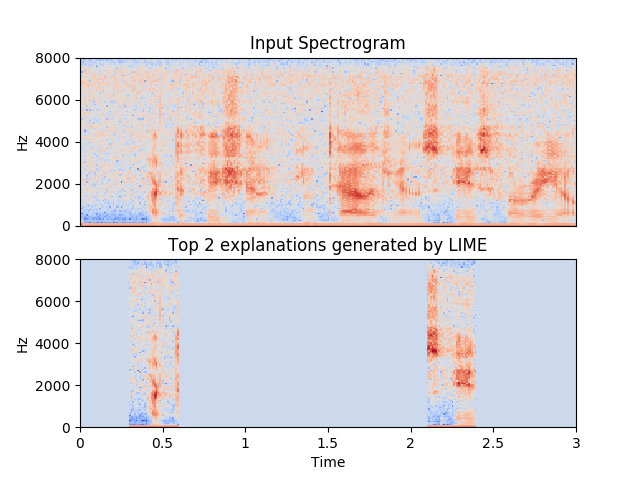 Input Spectrogram
8000
6000
Hz
4000
2000
0
Top 2 explanations generated by LIME
8000
6000
Hz
4000
2000
0
0 0.5 1 1.5 2 2.5 3
Time